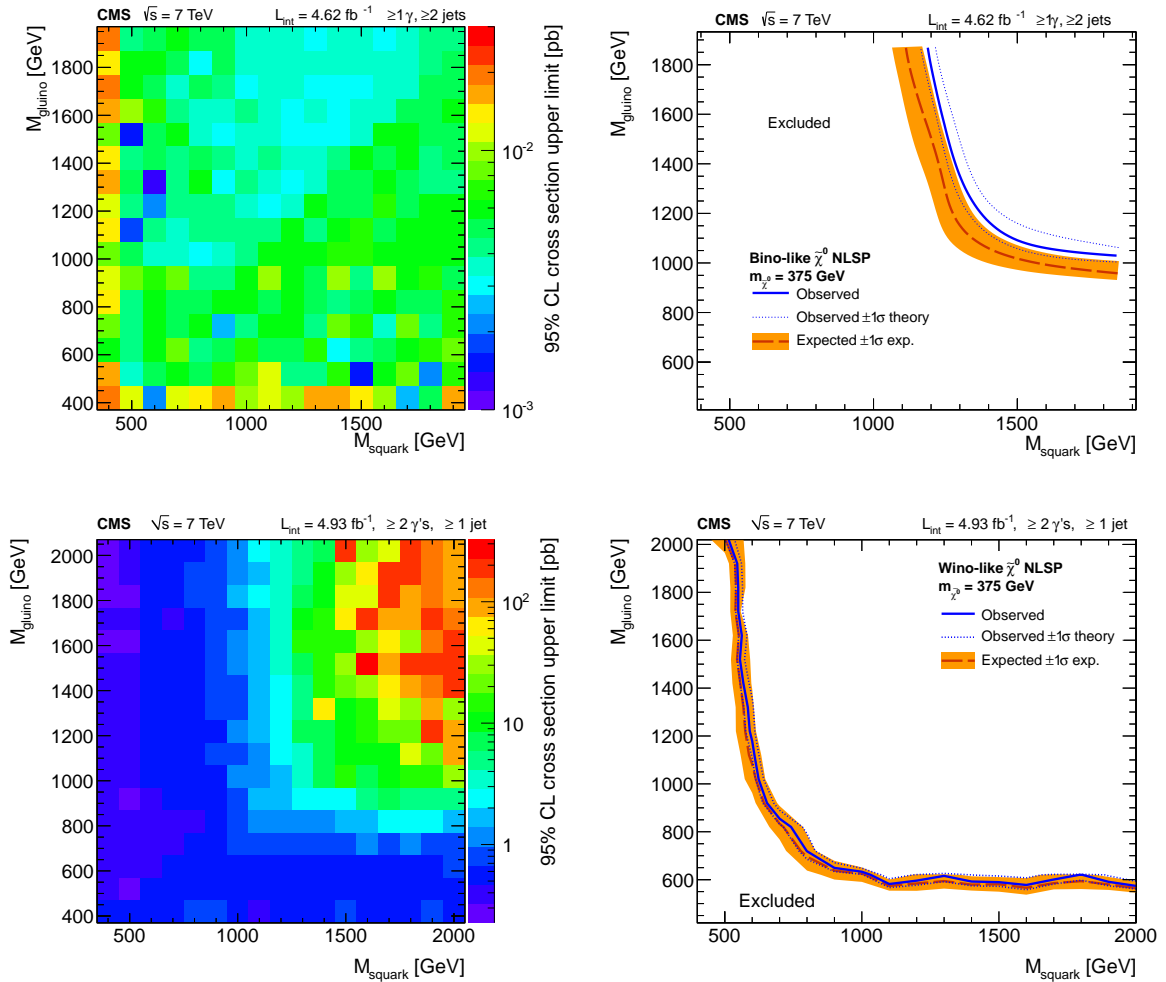 CMS √s = 7 TeV L_int = 4.62 fb⁻¹ ≥1γ, ≥2 jets
M_gluino [GeV]
1800
1600
1400
1200
1000
800
600
400
500 1000 1500
M_squark [GeV]
10⁻²
10⁻³
95% CL cross section upper limit [pb]
CMS √s = 7 TeV L_int = 4.62 fb⁻¹ ≥1γ, ≥2 jets
M_gluino [GeV]
1800
1600
1400
1200
1000
800
600
Excluded
Bino-like χ̃⁰ NLSP
m_χ̃⁰ = 375 GeV
Observed
Observed ±1σ theory
Expected ±1σ exp.
500 1000 1500
M_squark [GeV]
CMS √s = 7 TeV L_int = 4.93 fb⁻¹, ≥ 2 γ's, ≥ 1 jet
M_gluino [GeV]
2000
1800
1600
1400
1200
1000
800
600
400
500 1000 1500 2000
M_squark [GeV]
10²
10
1
95% CL cross section upper limit [pb]
CMS √s = 7 TeV L_int = 4.93 fb⁻¹, ≥ 2 γ's, ≥ 1 jet
M_gluino [GeV]
2000
1800
1600
1400
1200
1000
800
600
Wino-like χ̃⁰ NLSP
m_χ̃⁰ = 375 GeV
Observed
Observed ±1σ theory
Expected ±1σ exp.
Excluded
500 1000 1500 2000
M_squark [GeV]